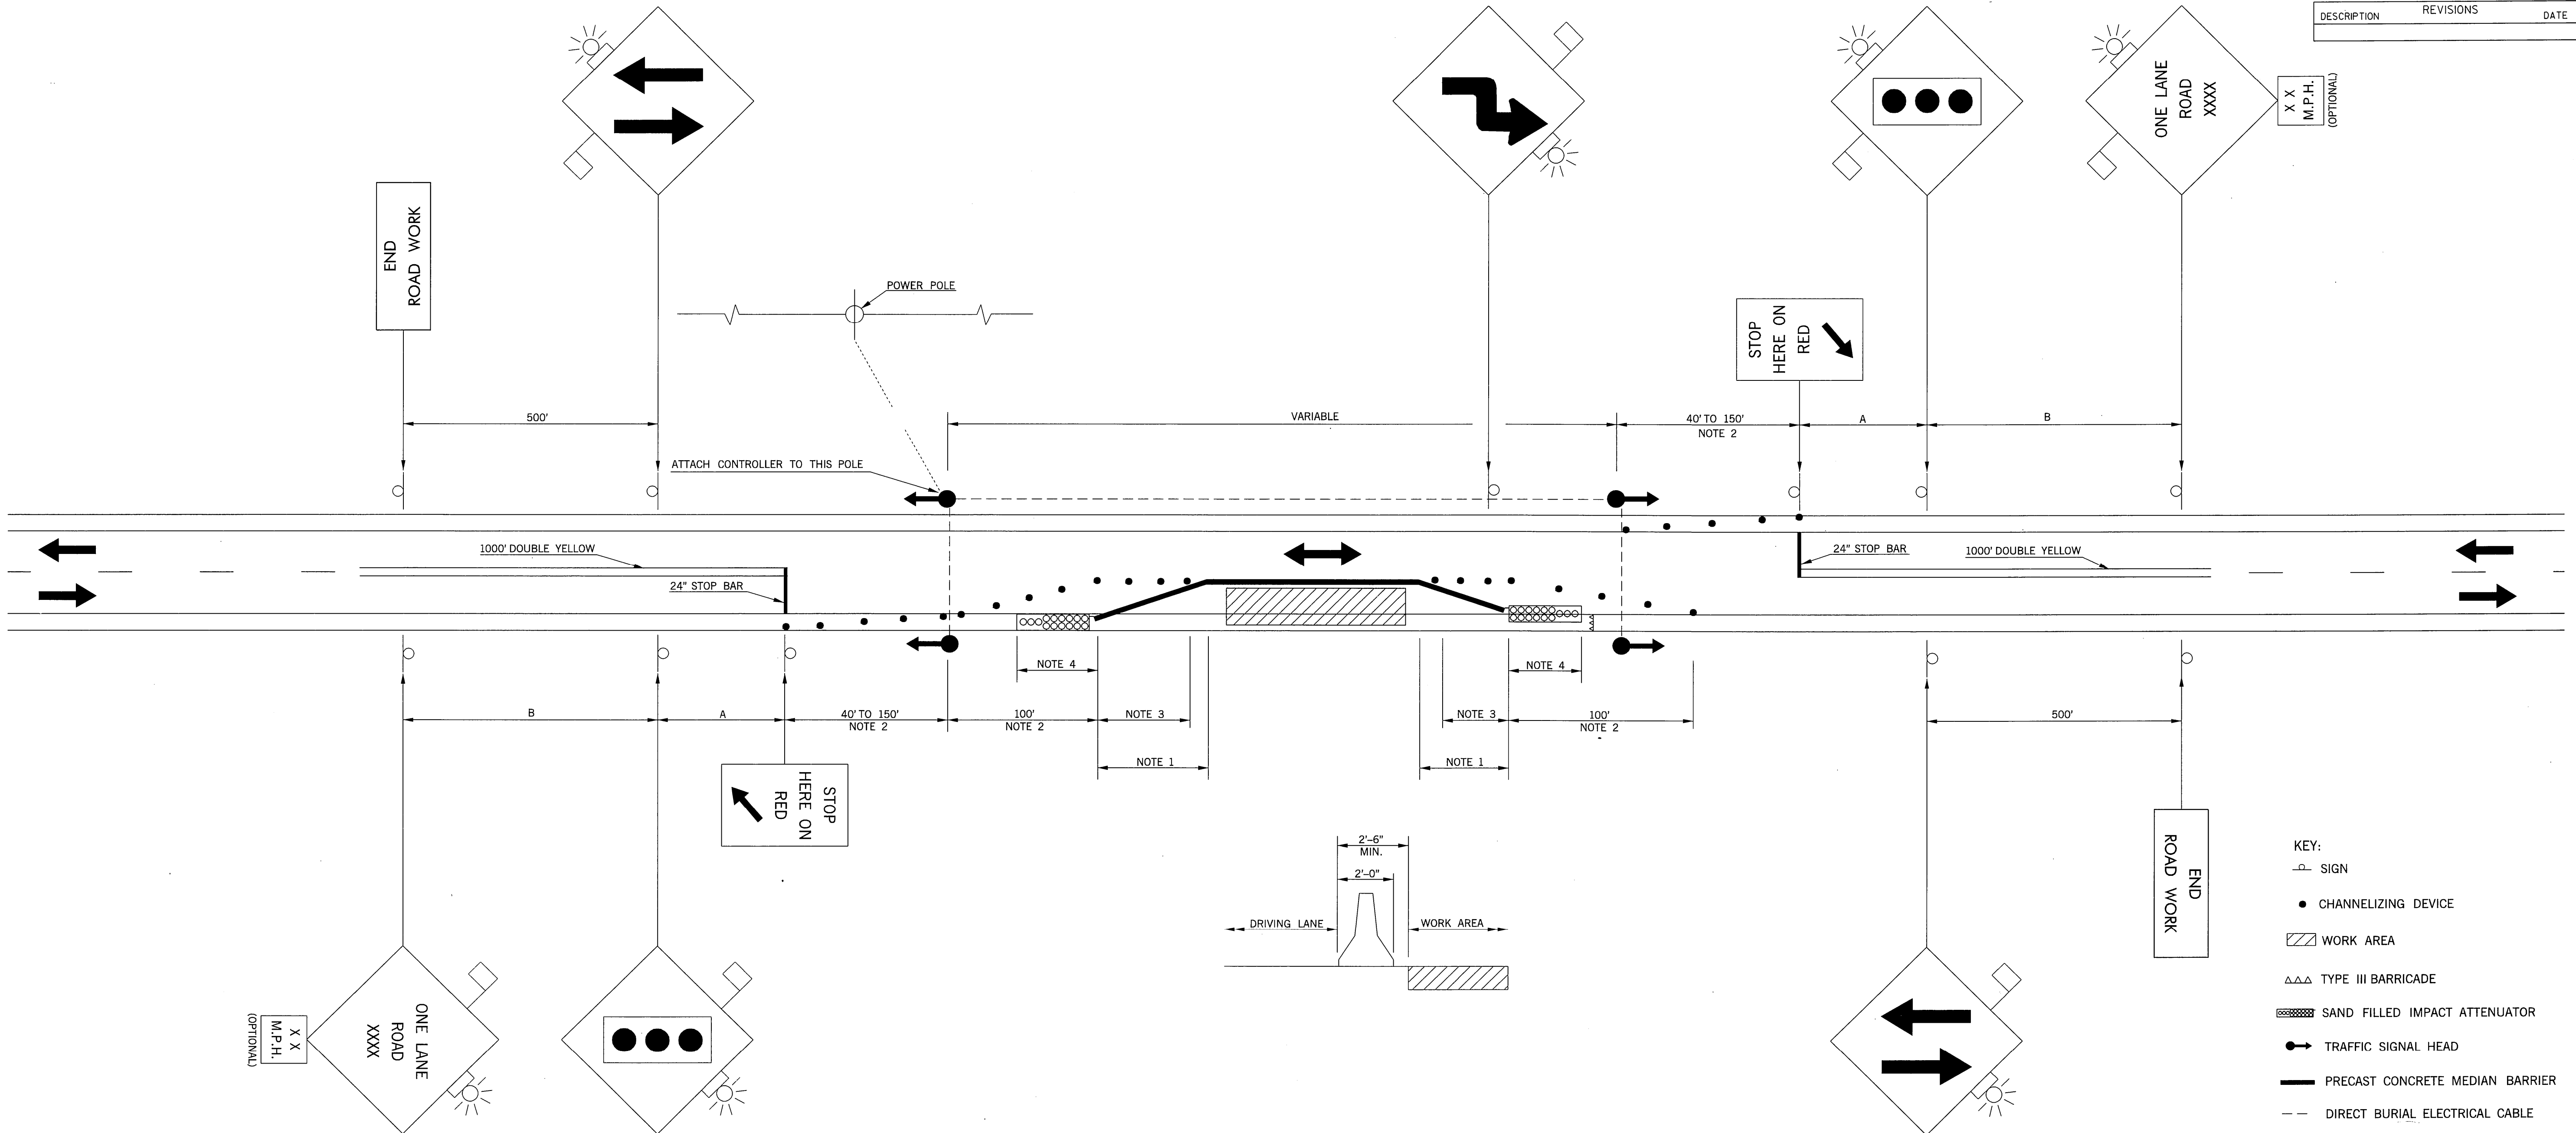 REVISIONS
DESCRIPTION DATE
ONE LANE
ROAD
XXXX
X X
M.P.H.
(OPTIONAL)
END
ROAD WORK
POWER POLE
STOP
HERE ON
RED
500'
VARIABLE
40' TO 150'
NOTE 2
A
B
ATTACH CONTROLLER TO THIS POLE
1000' DOUBLE YELLOW
24" STOP BAR
24" STOP BAR
1000' DOUBLE YELLOW
NOTE 4
NOTE 4
B
A
40' TO 150'
NOTE 2
100'
NOTE 2
NOTE 3
NOTE 3
100'
NOTE 2
500'
NOTE 1
NOTE 1
STOP
HERE ON
RED
2'-6"
MIN.
2'-0"
DRIVING LANE
WORK AREA
END
ROAD WORK
ONE LANE
ROAD
XXXX
X X
M.P.H.
(OPTIONAL)
KEY:
SIGN
CHANNELIZING DEVICE
WORK AREA
TYPE III BARRICADE
SAND FILLED IMPACT ATTENUATOR
TRAFFIC SIGNAL HEAD
PRECAST CONCRETE MEDIAN BARRIER
DIRECT BURIAL ELECTRICAL CABLE